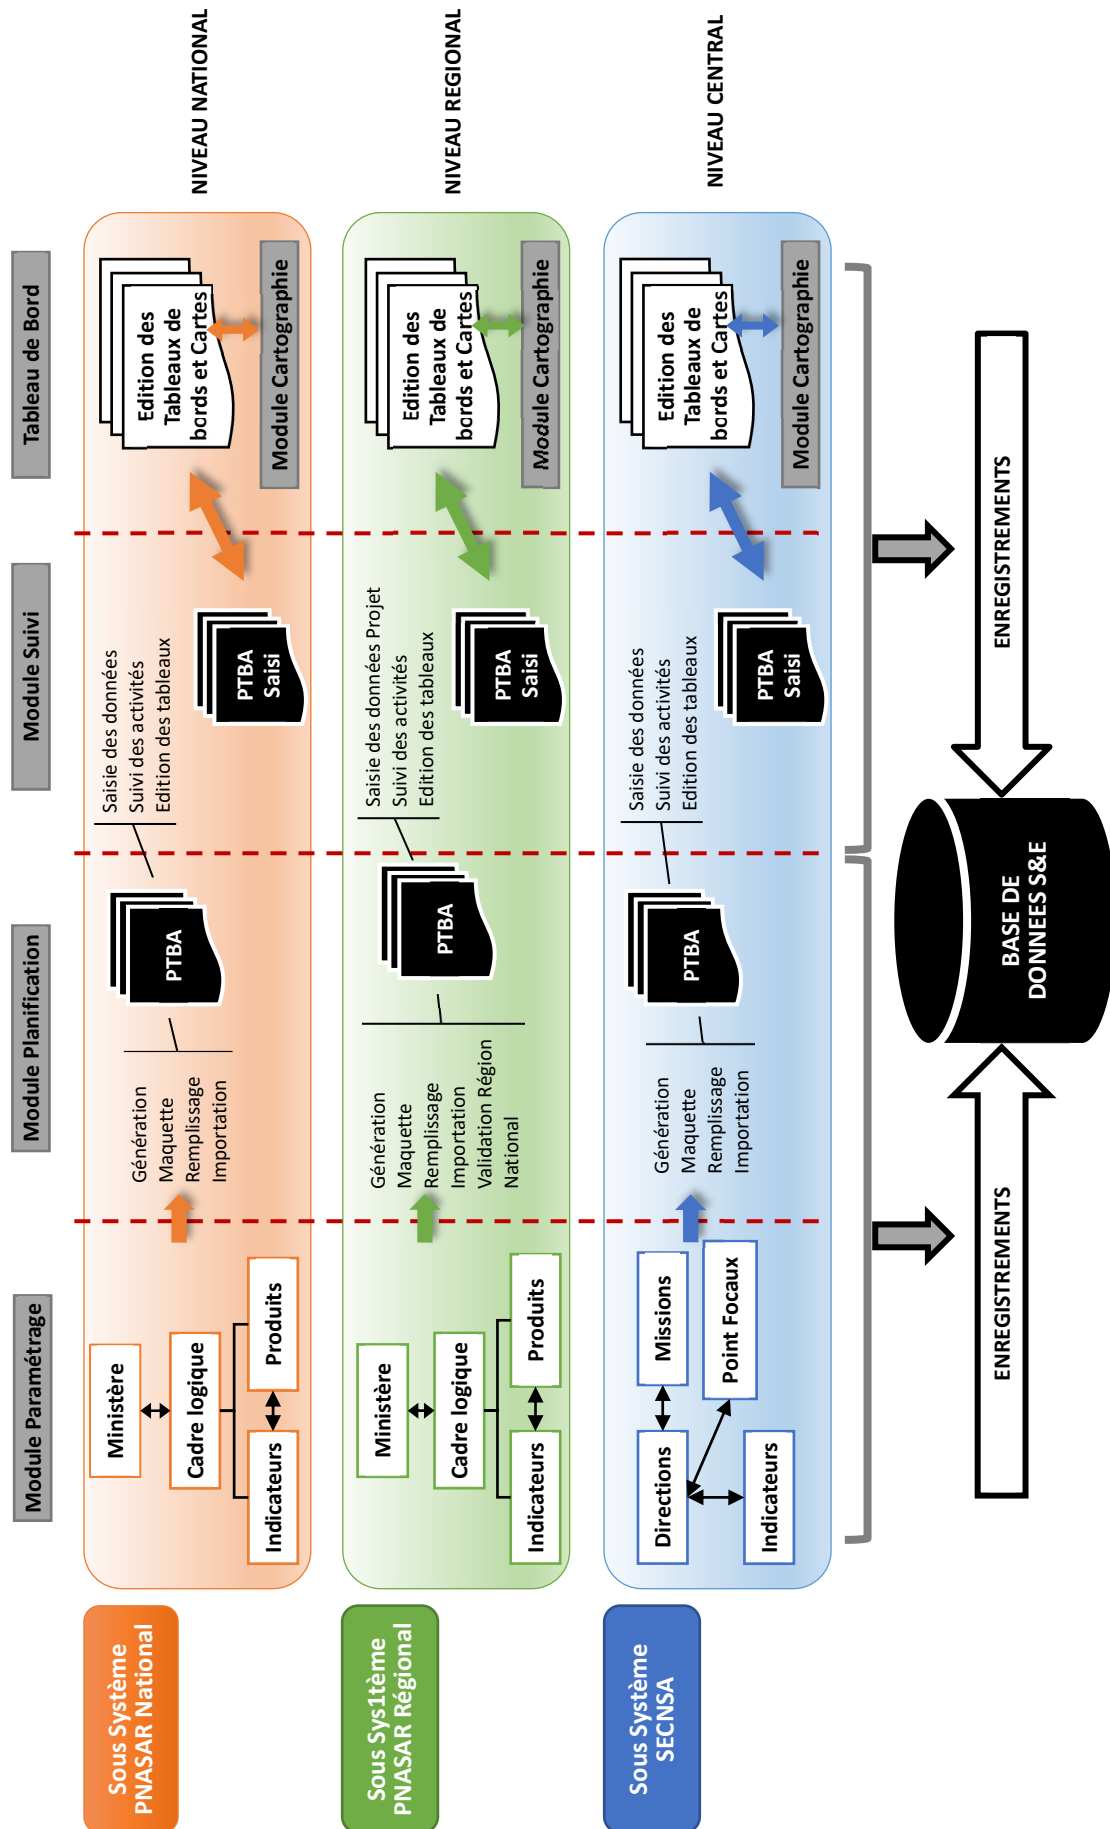 Module Paramétrage
Module Planification
Module Suivi
Tableau de Bord
Sous Système
PNASAR National
Ministère
Cadre logique
Indicateurs
Produits
Génération
Maquette
Remplissage
Importation
PTBA
Saisie des données
Suivi des activités
Edition des tableaux
PTBA
Saisi
Edition des
Tableaux de
bords et Cartes
Module Cartographie
NIVEAU NATIONAL
Sous Sys1tème
PNASAR Régional
Ministère
Cadre logique
Indicateurs
Produits
Génération
Maquette
Remplissage
Importation
Validation Région
National
PTBA
Saisie des données Projet
Suivi des activités
Edition des tableaux
PTBA
Saisi
Edition des
Tableaux de
bords et Cartes
Module Cartographie
NIVEAU REGIONAL
Sous Système
SECNSA
Directions
Missions
Point Focaux
Indicateurs
Génération
Maquette
Remplissage
Importation
PTBA
Saisie des données
Suivi des activités
Edition des tableaux
PTBA
Saisi
Edition des
Tableaux de
bords et Cartes
Module Cartographie
NIVEAU CENTRAL
ENREGISTREMENTS
BASE DE
DONNEES S&E
ENREGISTREMENTS